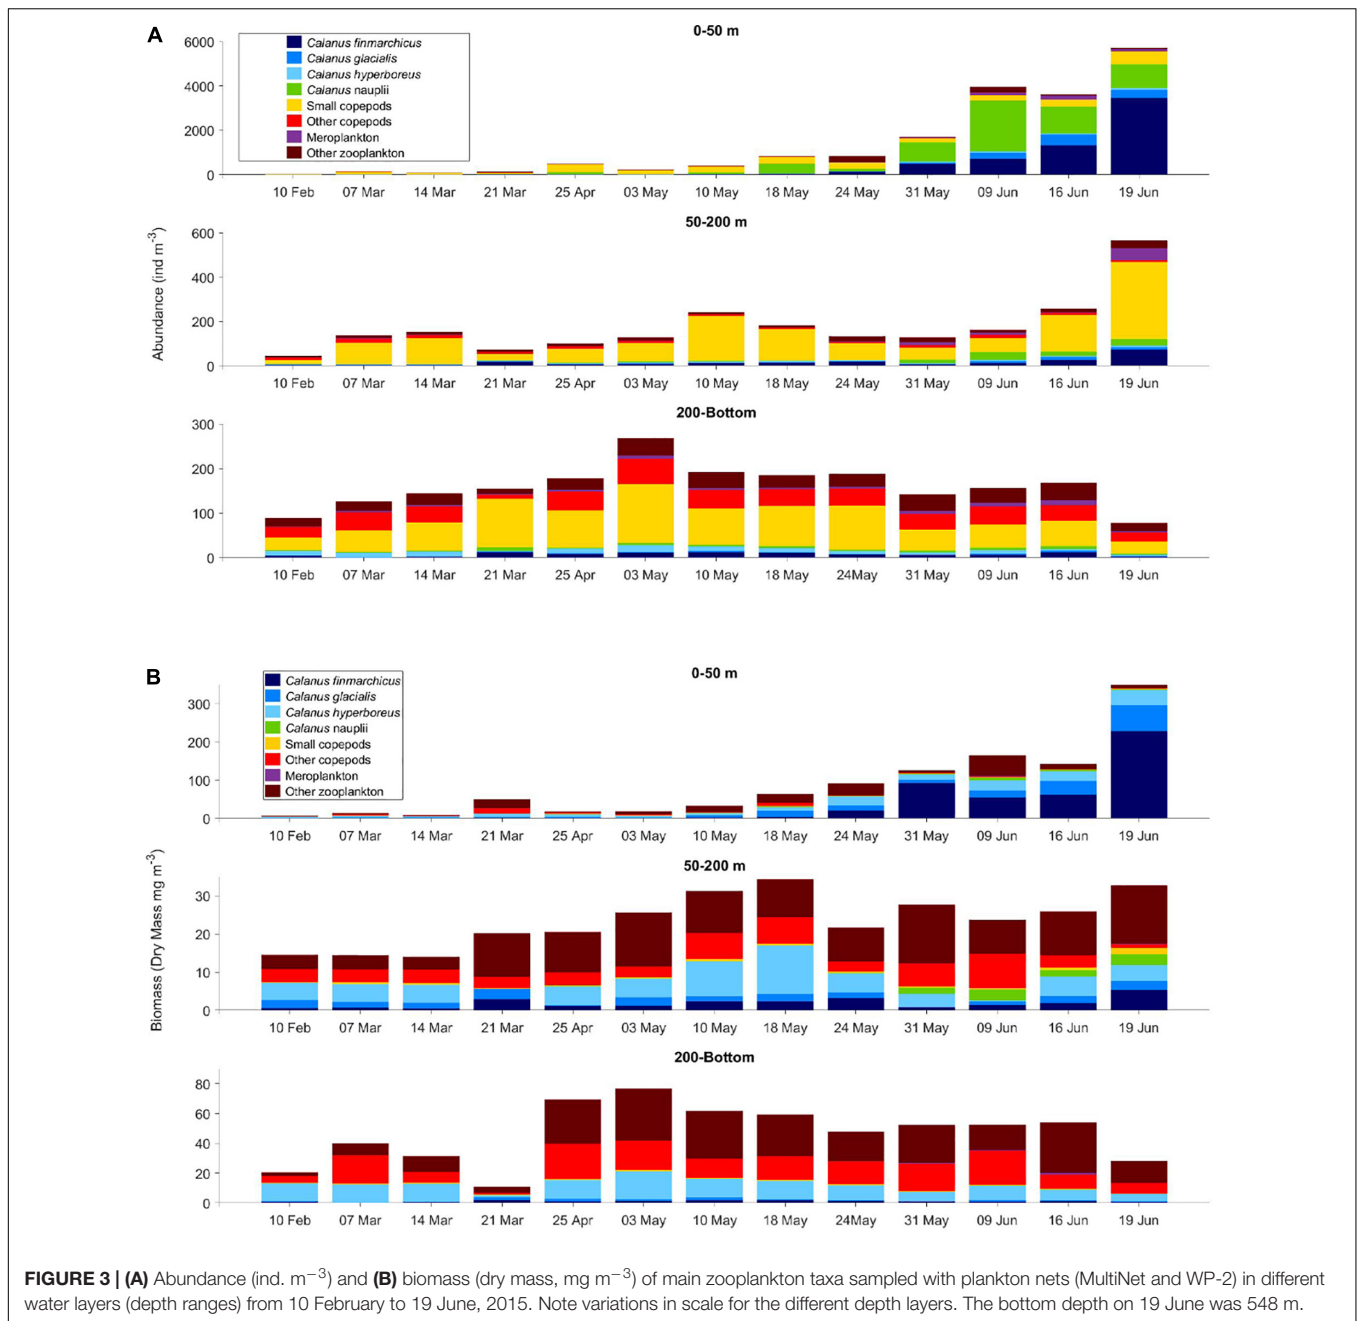 A
0-50 m
6000
4000
2000
0
Calanus finmarchicus
Calanus glacialis
Calanus hyperboreus
Calanus nauplii
Small copepods
Other copepods
Meroplankton
Other zooplankton
10 Feb 07 Mar 14 Mar 21 Mar 25 Apr 03 May 10 May 18 May 24 May 31 May 09 Jun 16 Jun 19 Jun
50-200 m
Abundance (ind m-3)
600
400
200
0
10 Feb 07 Mar 14 Mar 21 Mar 25 Apr 03 May 10 May 18 May 24 May 31 May 09 Jun 16 Jun 19 Jun
200-Bottom
300
200
100
0
10 Feb 07 Mar 14 Mar 21 Mar 25 Apr 03 May 10 May 18 May 24May 31 May 09 Jun 16 Jun 19 Jun
B
0-50 m
300
200
100
0
Calanus finmarchicus
Calanus glacialis
Calanus hyperboreus
Calanus nauplii
Small copepods
Other copepods
Meroplankton
Other zooplankton
10 Feb 07 Mar 14 Mar 21 Mar 25 Apr 03 May 10 May 18 May 24 May 31 May 09 Jun 16 Jun 19 Jun
50-200 m
Biomass (Dry Mass mg m-3)
30
20
10
0
10 Feb 07 Mar 14 Mar 21 Mar 25 Apr 03 May 10 May 18 May 24 May 31 May 09 Jun 16 Jun 19 Jun
200-Bottom
80
60
40
20
0
10 Feb 07 Mar 14 Mar 21 Mar 25 Apr 03 May 10 May 18 May 24May 31 May 09 Jun 16 Jun 19 Jun
FIGURE 3 | (A) Abundance (ind. m−3) and (B) biomass (dry mass, mg m−3) of main zooplankton taxa sampled with plankton nets (MultiNet and WP-2) in different
water layers (depth ranges) from 10 February to 19 June, 2015. Note variations in scale for the different depth layers. The bottom depth on 19 June was 548 m.